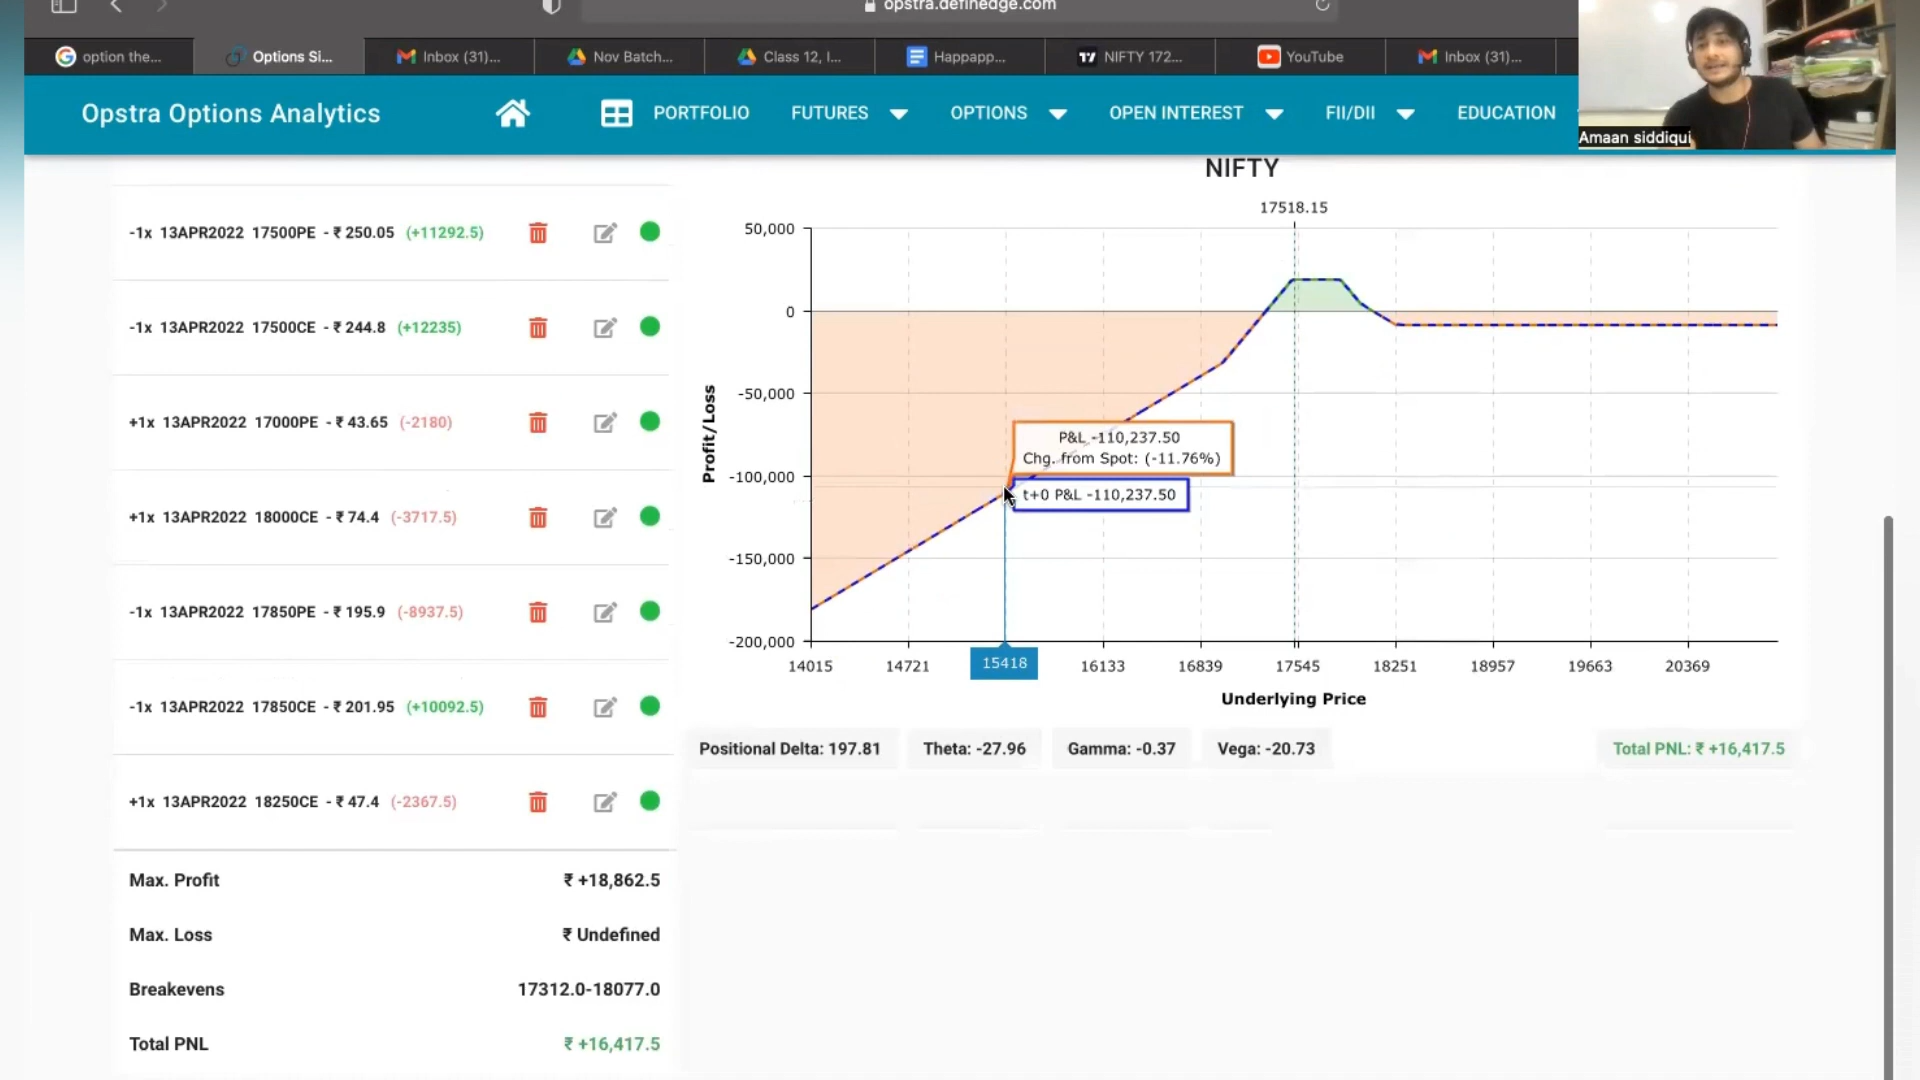 opstra.definedge.com
option the...
Options Si...
Inbox (31)...
Nov Batch...
Class 12, I...
Happapp...
NIFTY 172...
YouTube
Inbox (31)...
Opstra Options Analytics
PORTFOLIO
FUTURES
OPTIONS
OPEN INTEREST
FII/DII
EDUCATION
Amaan siddiqui
-1x 13APR2022 17500PE - ₹ 250.05 (+11292.5)
-1x 13APR2022 17500CE - ₹ 244.8 (+12235)
+1x 13APR2022 17000PE - ₹ 43.65 (-2180)
+1x 13APR2022 18000CE - ₹ 74.4 (-3717.5)
-1x 13APR2022 17850PE - ₹ 195.9 (-8937.5)
-1x 13APR2022 17850CE - ₹ 201.95 (+10092.5)
+1x 13APR2022 18250CE - ₹ 47.4 (-2367.5)
Max. Profit ₹ +18,862.5
Max. Loss ₹ Undefined
Breakevens 17312.0-18077.0
Total PNL ₹ +16,417.5
NIFTY
17518.15
50,000
0
-50,000
-100,000
-150,000
-200,000
Profit/Loss
P&L -110,237.50
Chg. from Spot: (-11.76%)
t+0 P&L -110,237.50
14015 14721 15418 16133 16839 17545 18251 18957 19663 20369
Underlying Price
Positional Delta: 197.81
Theta: -27.96
Gamma: -0.37
Vega: -20.73
Total PNL: ₹ +16,417.5